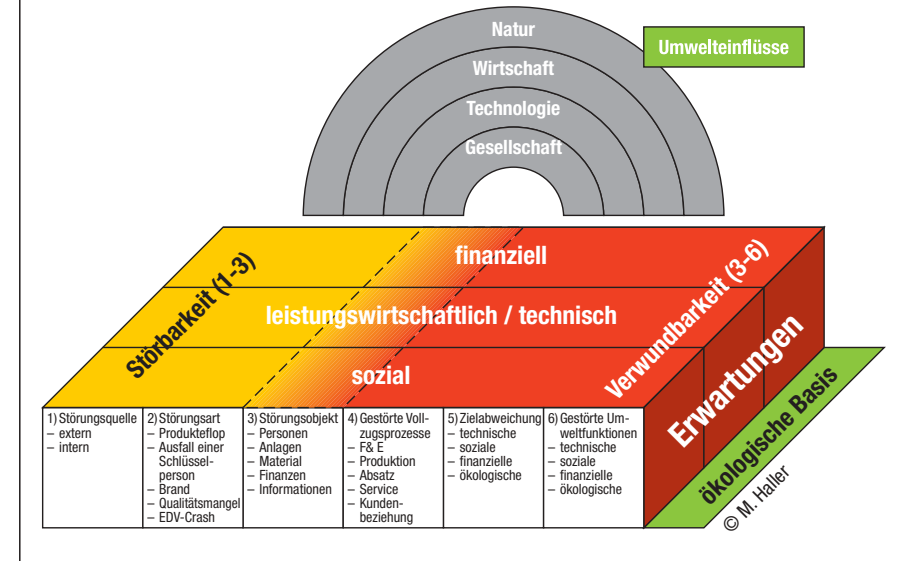 Natur
Umwelteinflüsse
Wirtschaft
Technologie
Gesellschaft
Störbarkeit (1-3)
finanziell
Verwundbarkeit (3-6)
leistungswirtschaftlich / technisch
sozial
Erwartungen
ökologische Basis
© M. Haller
1) Störungsquelle
– extern
– intern
2) Störungsart
– Produkteflop
– Ausfall einer
Schlüssel-
person
– Brand
– Qualitätsmangel
– EDV-Crash
3) Störungsobjekt
– Personen
– Anlagen
– Material
– Finanzen
– Informationen
4) Gestörte Voll-
zugsprozesse
– F& E
– Produktion
– Absatz
– Service
– Kunden-
beziehung
5) Zielabweichung
– technische
– soziale
– finanzielle
– ökologische
6) Gestörte Um-
weltfunktionen
– technische
– soziale
– finanzielle
– ökologische